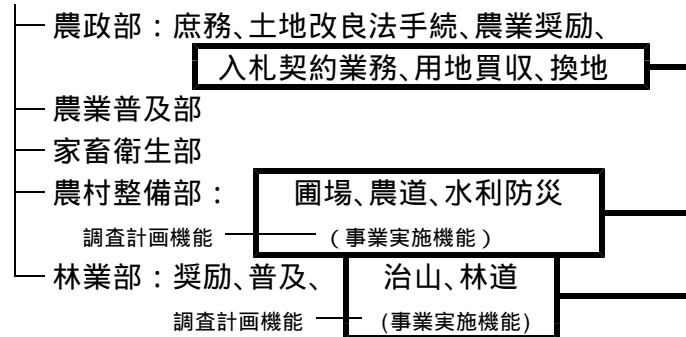 農政部：庶務、土地改良法手続、農業奨励、
入札契約業務、用地買収、換地
農業普及部
家畜衛生部
農村整備部： 圃場、農道、水利防災
調査計画機能 （事業実施機能）
林業部：奨励、普及、 治山、林道
調査計画機能 (事業実施機能)